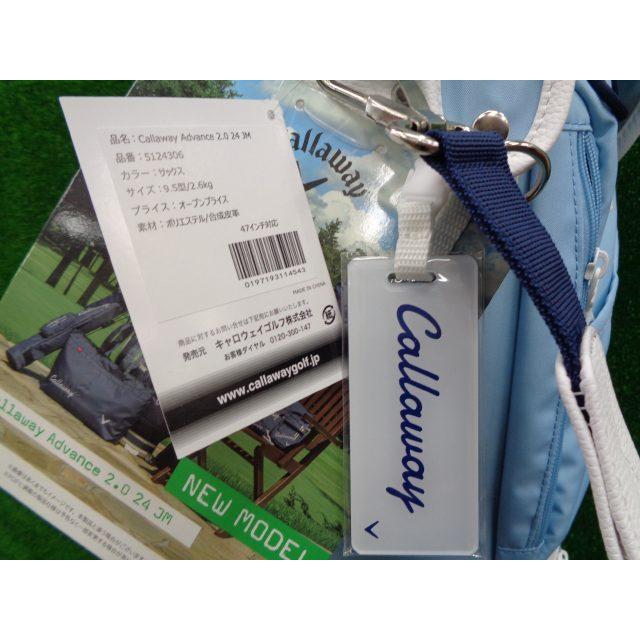 品名：Callaway Advance 2.0 24 JM
品番：5124306
カラー：サックス
サイズ：9.5型/2.6kg
プライス：オープンプライス
素材：ポリエステル/合成皮革
47インチ対応
0197193114543
MADE IN CHINA
商品に対するお問い合せは下記宛にお願いします。
発売元 キャロウェイゴルフ株式会社
お客様ダイヤル 0120-300-147
www.callawaygolf.jp
Callaway
Callaway
Callaway
Callaway Advance 2.0 24 JM
NEW MODEL